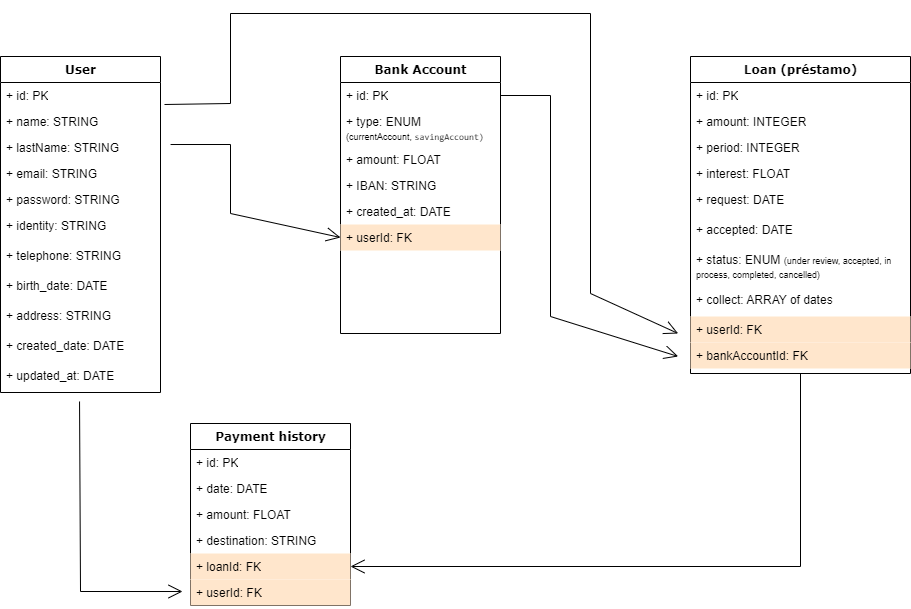 User
+ id: PK
+ name: STRING
+ lastName: STRING
+ email: STRING
+ password: STRING
+ identity: STRING
+ telephone: STRING
+ birth_date: DATE
+ address: STRING
+ created_date: DATE
+ updated_at: DATE
Bank Account
+ id: PK
+ type: ENUM
(currentAccount, savingAccount)
+ amount: FLOAT
+ IBAN: STRING
+ created_at: DATE
+ userId: FK
Loan (préstamo)
+ id: PK
+ amount: INTEGER
+ period: INTEGER
+ interest: FLOAT
+ request: DATE
+ accepted: DATE
+ status: ENUM (under review, accepted, in
process, completed, cancelled)
+ collect: ARRAY of dates
+ userId: FK
+ bankAccountId: FK
Payment history
+ id: PK
+ date: DATE
+ amount: FLOAT
+ destination: STRING
+ loanId: FK
+ userId: FK